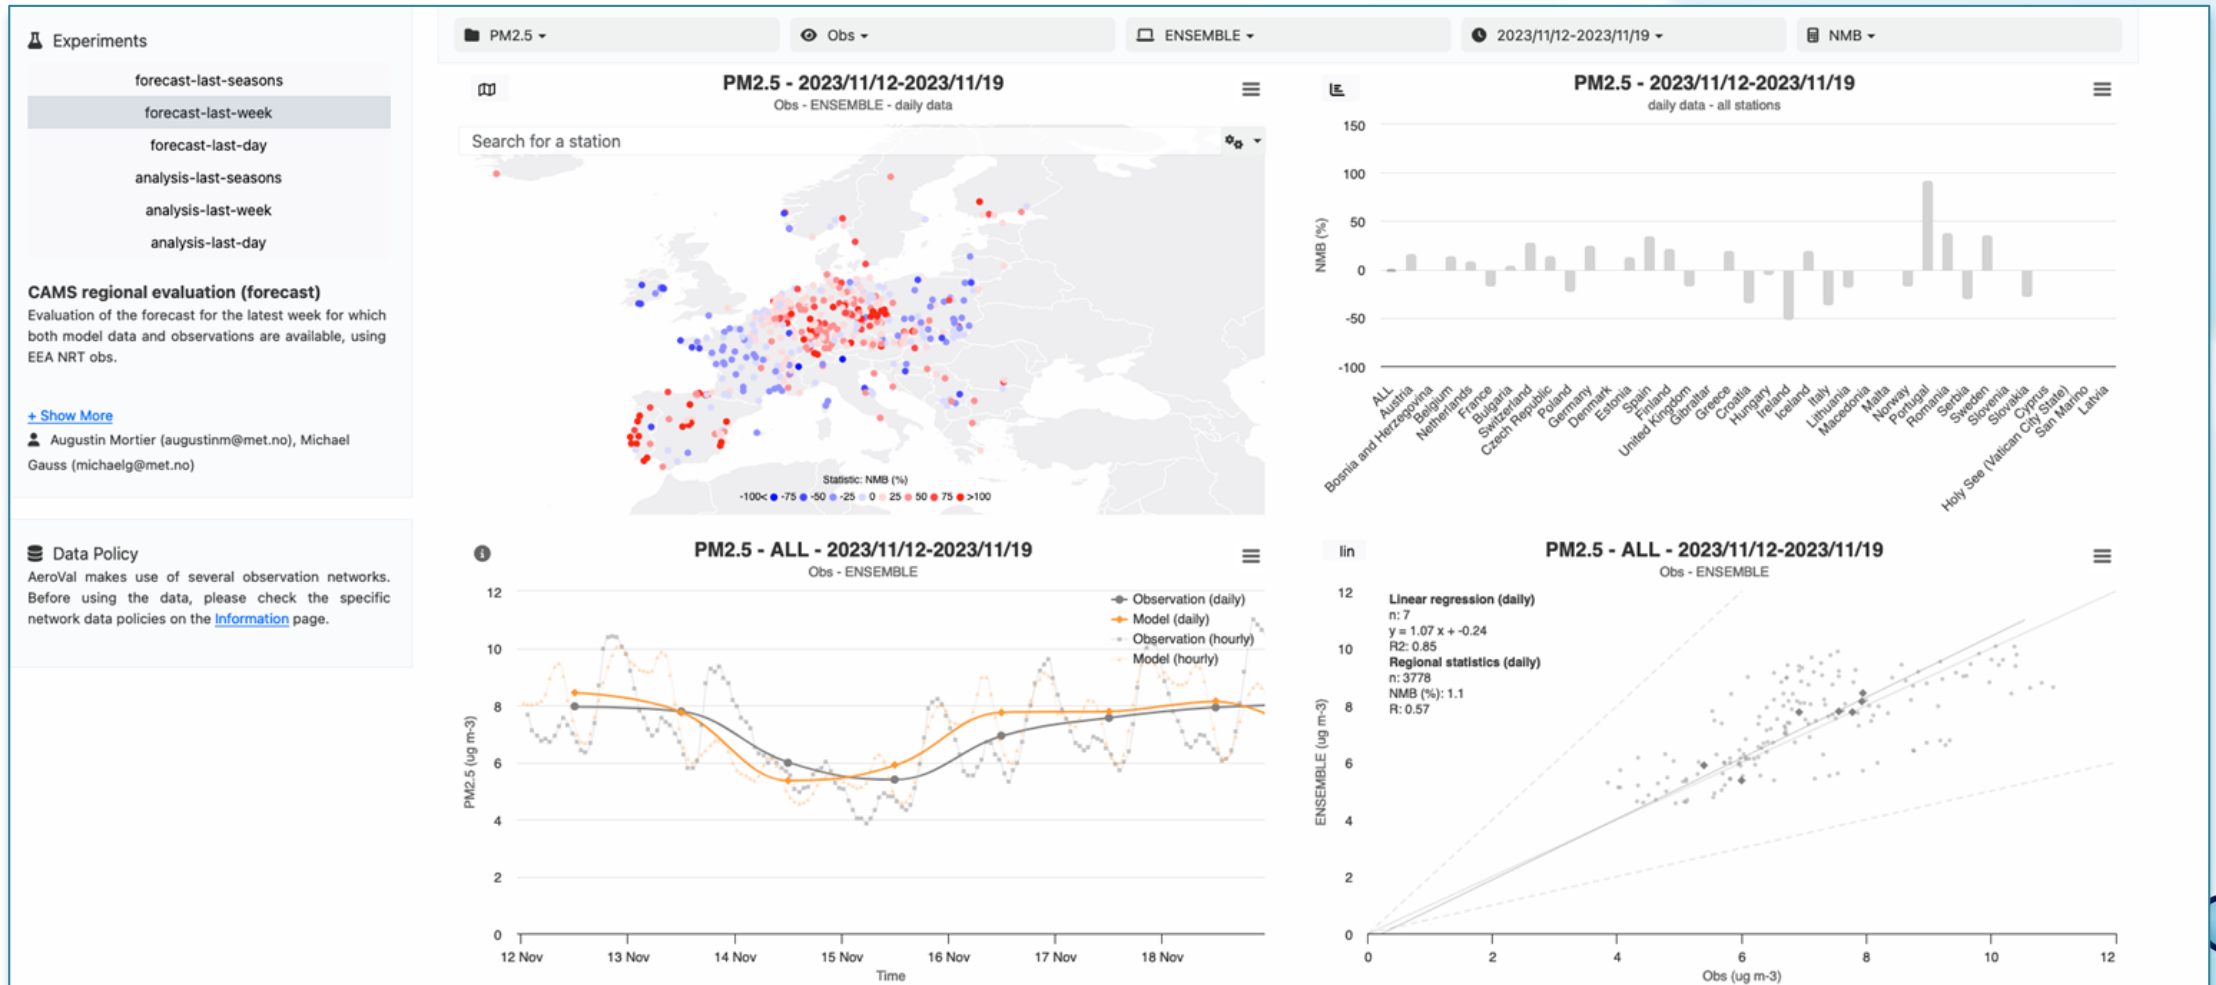 Experiments
forecast-last-seasons
forecast-last-week
forecast-last-day
analysis-last-seasons
analysis-last-week
analysis-last-day
CAMS regional evaluation (forecast)
Evaluation of the forecast for the latest week for which
both model data and observations are available, using
EEA NRT obs.
+ Show More
Augustin Mortier (augustinm@met.no), Michael
Gauss (michaelg@met.no)
Data Policy
AeroVal makes use of several observation networks.
Before using the data, please check the specific
network data policies on the Information page.
PM2.5
Obs
ENSEMBLE
2023/11/12-2023/11/19
NMB
PM2.5 - 2023/11/12-2023/11/19
Obs - ENSEMBLE - daily data
Search for a station
Statistic: NMB (%)
-100< -75 -50 -25 0 25 50 75 >100
PM2.5 - 2023/11/12-2023/11/19
daily data - all stations
NMB (%)
150
100
50
0
-50
-100
ALL
Austria
Bosnia and Herzegovina
Belgium
Netherlands
France
Bulgaria
Switzerland
Czech Republic
Poland
Germany
Denmark
Estonia
Spain
Finland
United Kingdom
Gibraltar
Greece
Croatia
Hungary
Ireland
Iceland
Italy
Lithuania
Macedonia
Malta
Norway
Portugal
Romania
Serbia
Sweden
Slovenia
Slovakia
Cyprus
Holy See (Vatican City State)
San Marino
Latvia
PM2.5 - ALL - 2023/11/12-2023/11/19
Obs - ENSEMBLE
Observation (daily)
Model (daily)
Observation (hourly)
Model (hourly)
PM2.5 (ug m-3)
12
10
8
6
4
2
0
12 Nov
13 Nov
14 Nov
15 Nov
16 Nov
17 Nov
18 Nov
Time
lin
PM2.5 - ALL - 2023/11/12-2023/11/19
Obs - ENSEMBLE
Linear regression (daily)
n: 7
y = 1.07 x + -0.24
R2: 0.85
Regional statistics (daily)
n: 3778
NMB (%): 1.1
R: 0.57
ENSEMBLE (ug m-3)
12
10
8
6
4
2
0
0
2
4
6
8
10
12
Obs (ug m-3)